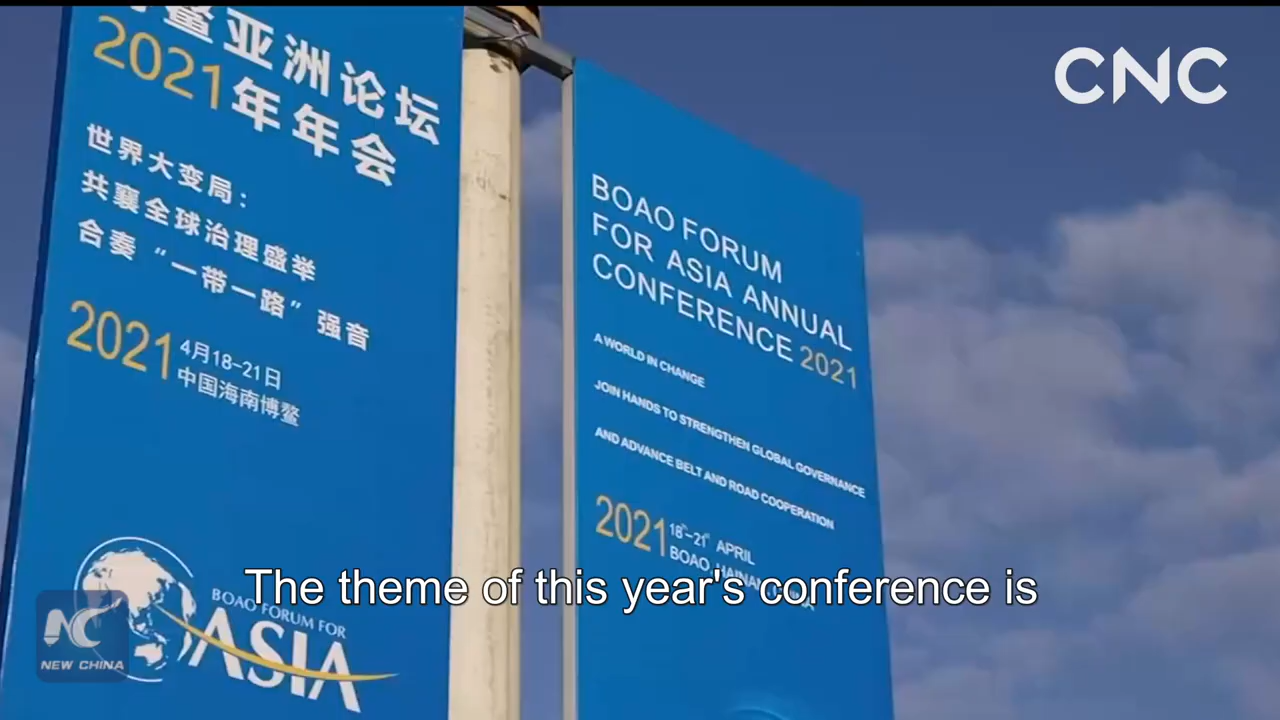 鳌亚洲论坛
2021年年会
世界大变局：
共襄全球治理盛举
合奏“一带一路”强音
2021 4月18-21日
中国海南博鳌
BOAO FORUM FOR
ASIA
BOAO FORUM
FOR ASIA ANNUAL
CONFERENCE 2021
A WORLD IN CHANGE
JOIN HANDS TO STRENGTHEN GLOBAL GOVERNANCE
AND ADVANCE BELT AND ROAD COOPERATION
2021 18th-21st APRIL
BOAO, HAINAN
CNC
The theme of this year's conference is
NC
NEW CHINA